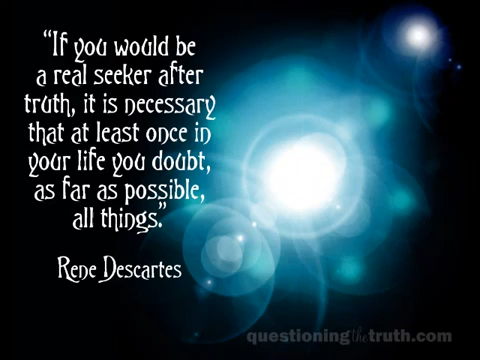 “If you would be
a real seeker after
truth, it is necessary
that at least once in
your life you doubt,
as far as possible,
all things.”
Rene Descartes
questioningthetruth.com